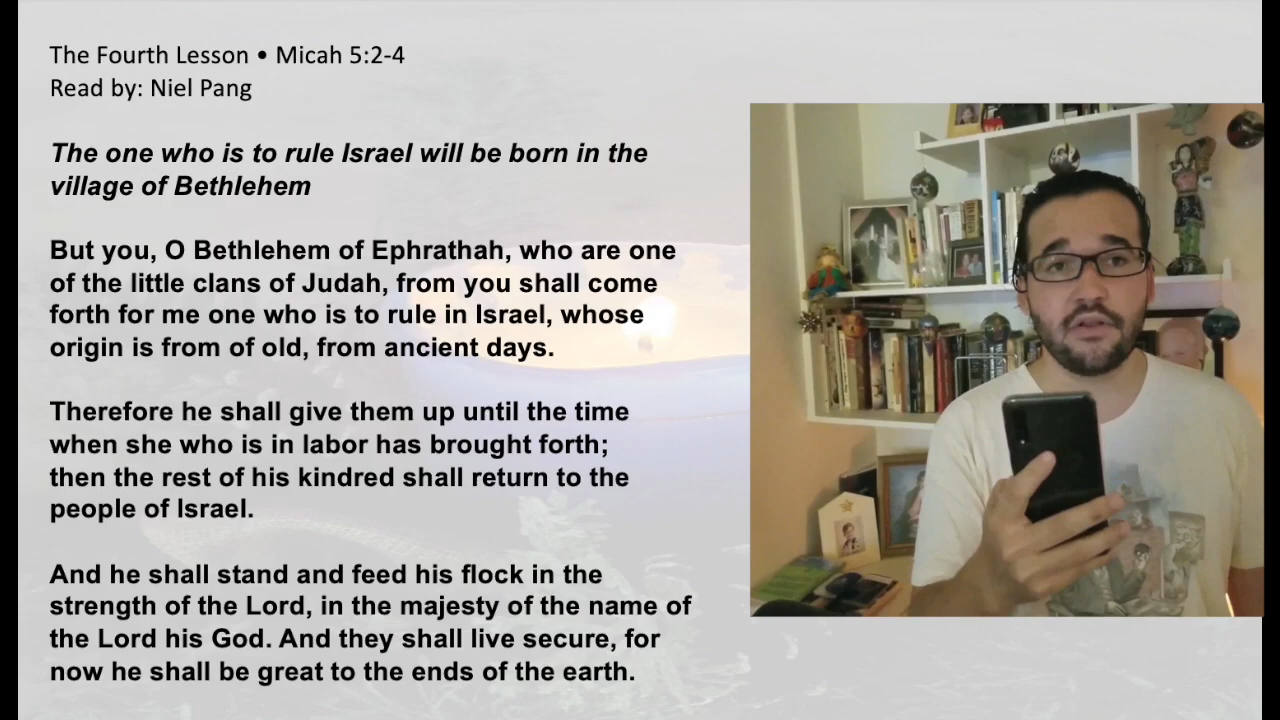 The Fourth Lesson • Micah 5:2-4
Read by: Niel Pang
The one who is to rule Israel will be born in the
village of Bethlehem
But you, O Bethlehem of Ephrathah, who are one
of the little clans of Judah, from you shall come
forth for me one who is to rule in Israel, whose
origin is from of old, from ancient days.
Therefore he shall give them up until the time
when she who is in labor has brought forth;
then the rest of his kindred shall return to the
people of Israel.
And he shall stand and feed his flock in the
strength of the Lord, in the majesty of the name of
the Lord his God. And they shall live secure, for
now he shall be great to the ends of the earth.